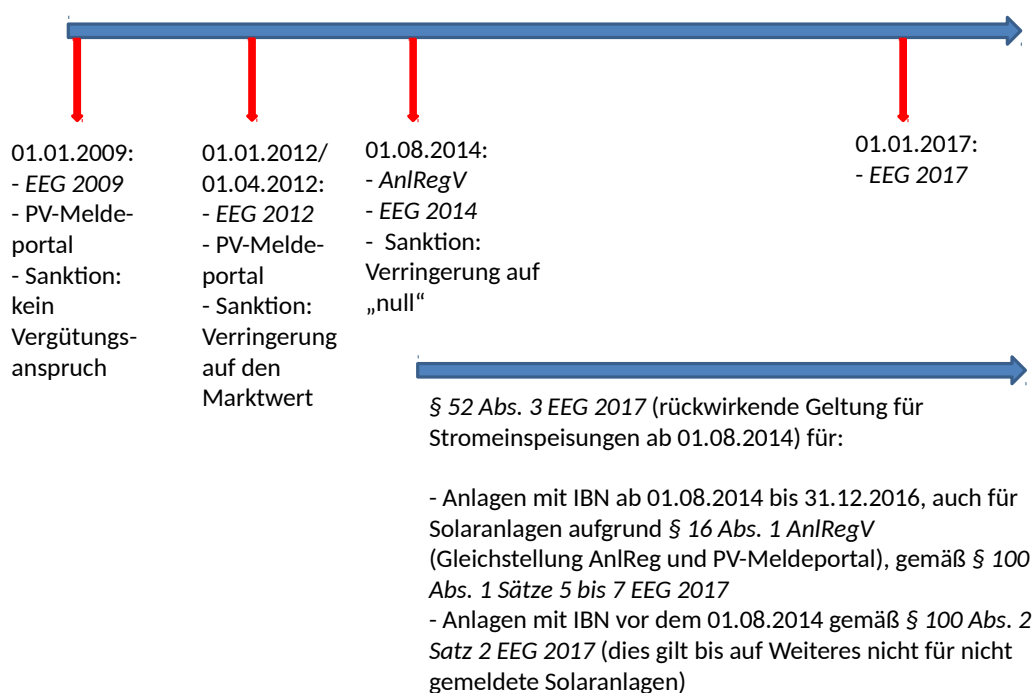 01.01.2009:
- EEG 2009
- PV-Melde-
portal
- Sanktion:
kein
Vergütungs-
anspruch
01.01.2012/
01.04.2012:
- EEG 2012
- PV-Melde-
portal
- Sanktion:
Verringerung
auf den
Marktwert
01.08.2014:
- AnlRegV
- EEG 2014
- Sanktion:
Verringerung auf
„null“
01.01.2017:
- EEG 2017
§ 52 Abs. 3 EEG 2017 (rückwirkende Geltung für
Stromeinspeisungen ab 01.08.2014) für:
- Anlagen mit IBN ab 01.08.2014 bis 31.12.2016, auch für
Solaranlagen aufgrund § 16 Abs. 1 AnlRegV
(Gleichstellung AnlReg und PV-Meldeportal), gemäß § 100
Abs. 1 Sätze 5 bis 7 EEG 2017
- Anlagen mit IBN vor dem 01.08.2014 gemäß § 100 Abs. 2
Satz 2 EEG 2017 (dies gilt bis auf Weiteres nicht für nicht
gemeldete Solaranlagen)